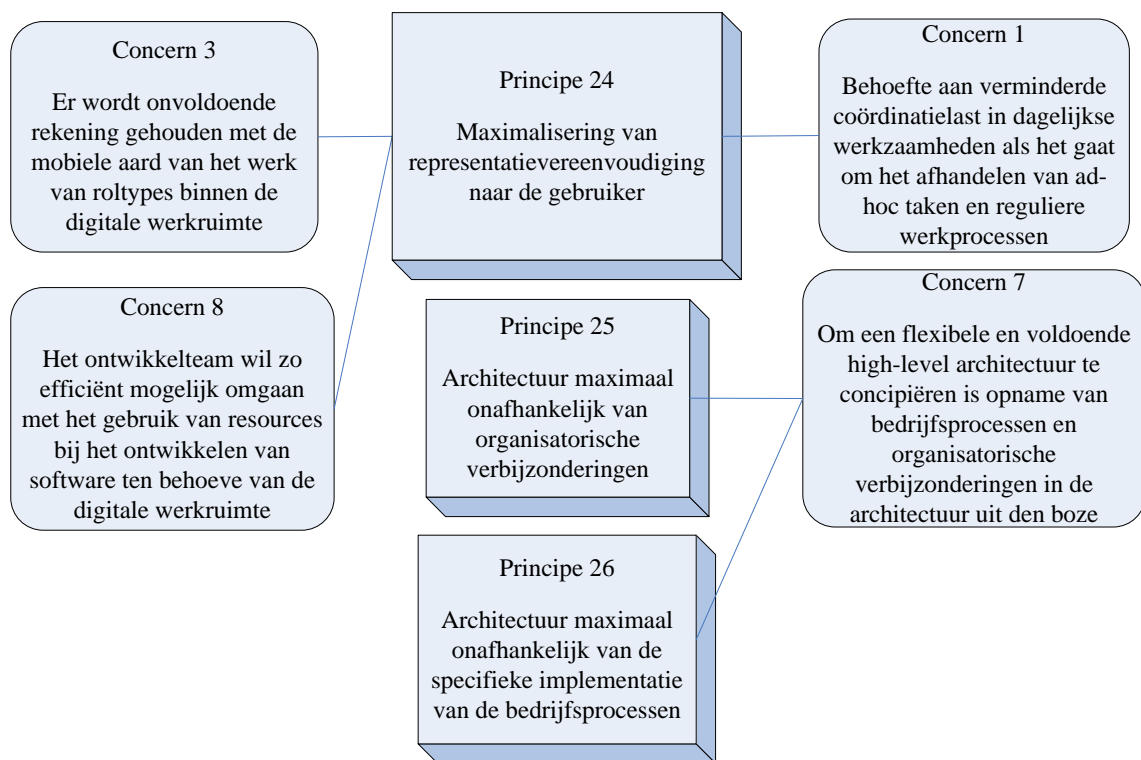 Concern 3
Er wordt onvoldoende
rekening gehouden met de
mobiele aard van het werk
van roltypes binnen de
digitale werkruimte
Principe 24
Maximalisering van
representatievereenvoudiging
naar de gebruiker
Concern 1
Behoefte aan verminderde
coördinatielast in dagelijkse
werkzaamheden als het gaat
om het afhandelen van ad-
hoc taken en reguliere
werkprocessen
Concern 8
Het ontwikkelteam wil zo
efficiënt mogelijk omgaan
met het gebruik van resources
bij het ontwikkelen van
software ten behoeve van de
digitale werkruimte
Principe 25
Architectuur maximaal
onafhankelijk van
organisatorische
verbijzonderingen
Concern 7
Om een flexibele en voldoende
high-level architectuur te
concipiëren is opname van
bedrijfsprocessen en
organisatorische
verbijzonderingen in de
architectuur uit den boze
Principe 26
Architectuur maximaal
onafhankelijk van de
specifieke implementatie
van de bedrijfsprocessen